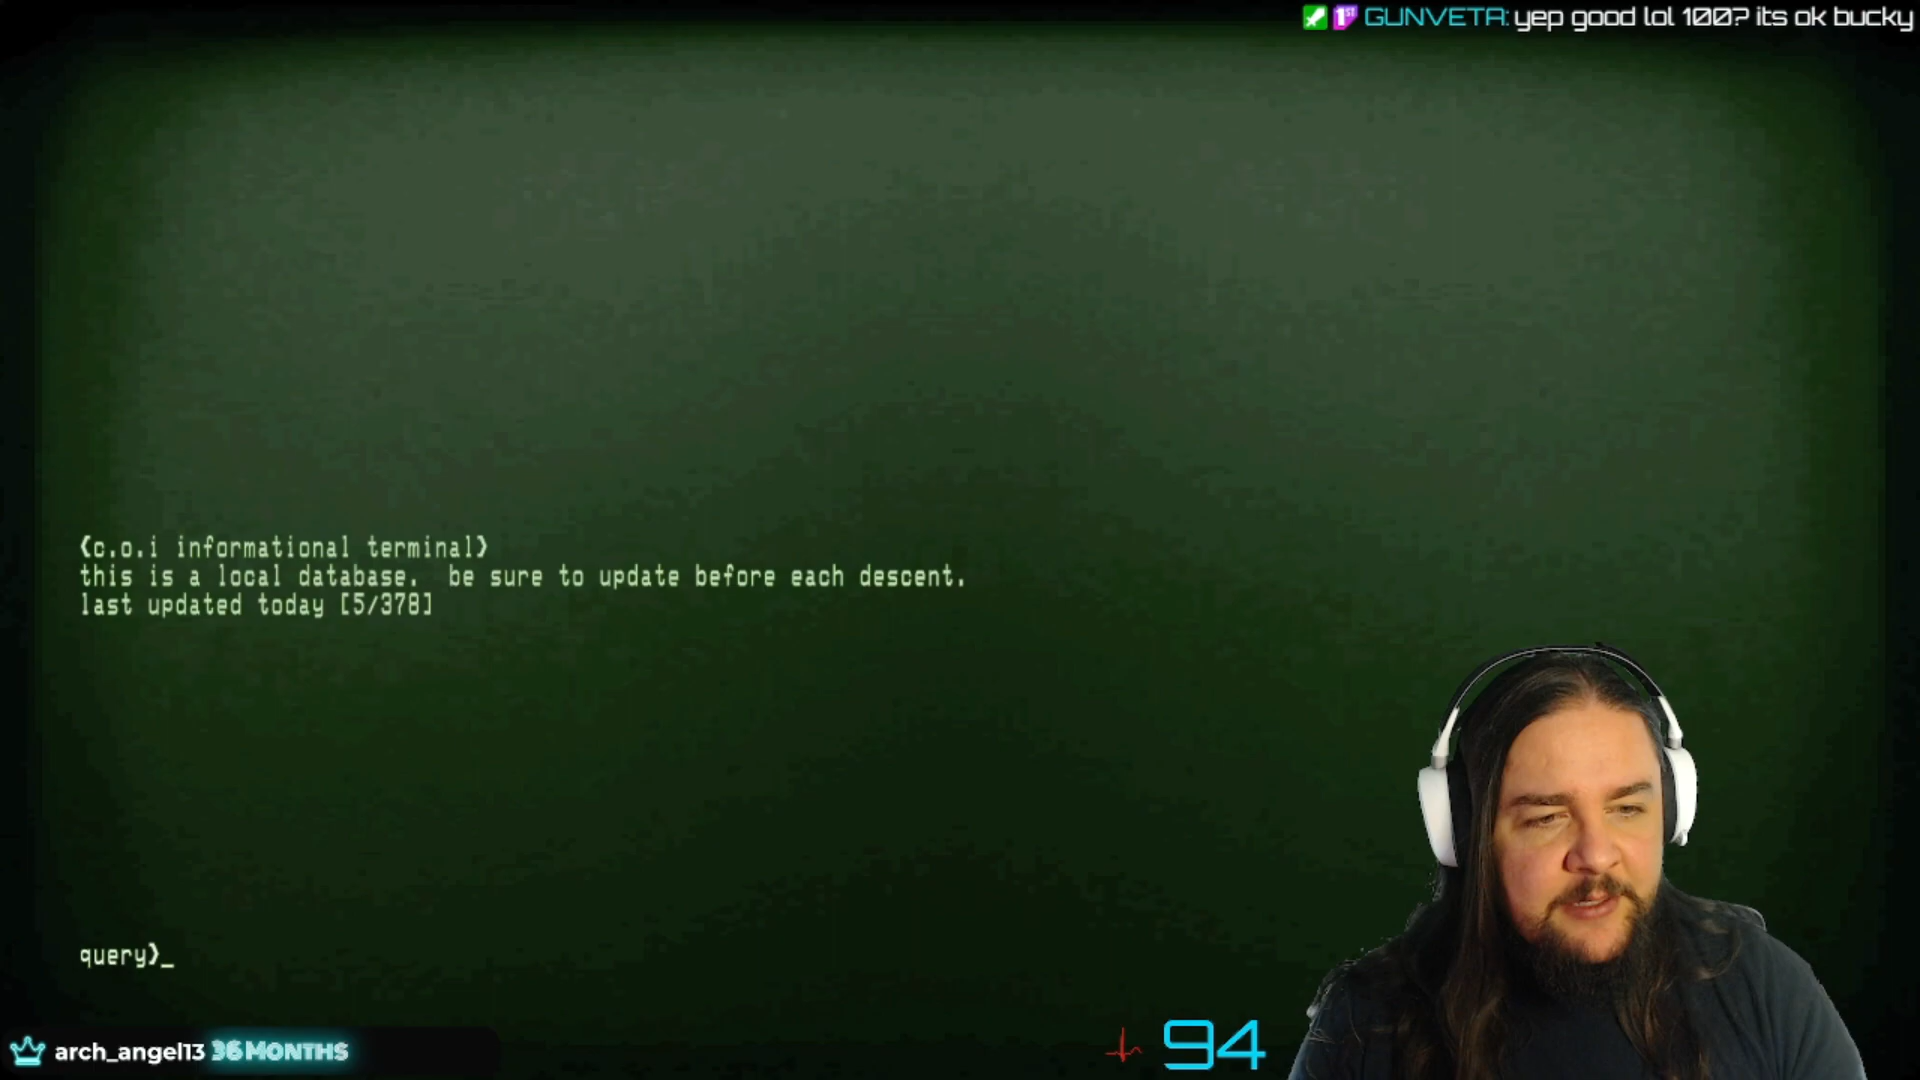 GUNVETA: yep good lol 100? its ok bucky
<c.o.i informational terminal>
this is a local database.  be sure to update before each descent.
last updated today [5/378]
query>_
arch_angel13 36 MONTHS
94